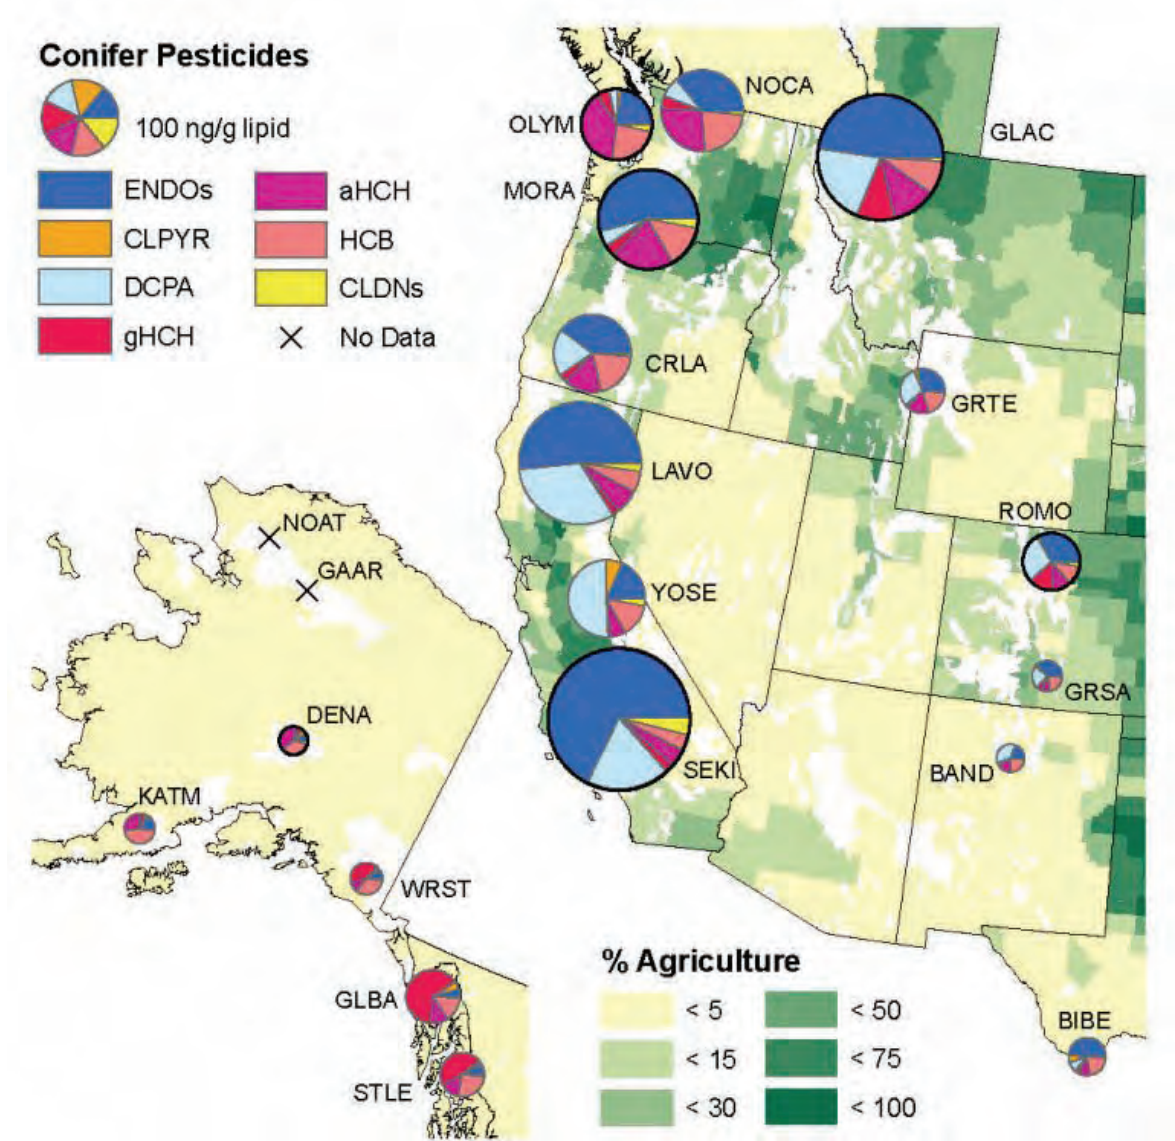 Conifer Pesticides
100 ng/g lipid
ENDOs
aHCH
CLPYR
HCB
DCPA
CLDNs
gHCH
No Data
NOCA
OLYM
GLAC
MORA
CRLA
GRTE
LAVO
ROMO
NOAT
GAAR
YOSE
GRSA
DENA
SEKI
BAND
KATM
WRST
GLBA
STLE
BIBE
% Agriculture
< 5
< 50
< 15
< 75
< 30
< 100